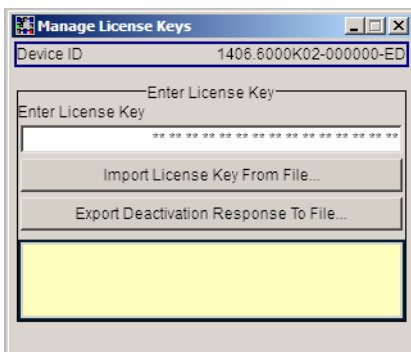 Manage License Keys
Device ID 1406.6000K02-000000-ED
Enter License Key
Enter License Key
** ** ** ** ** ** ** ** ** ** ** ** ** ** ** **
Import License Key From File...
Export Deactivation Response To File...